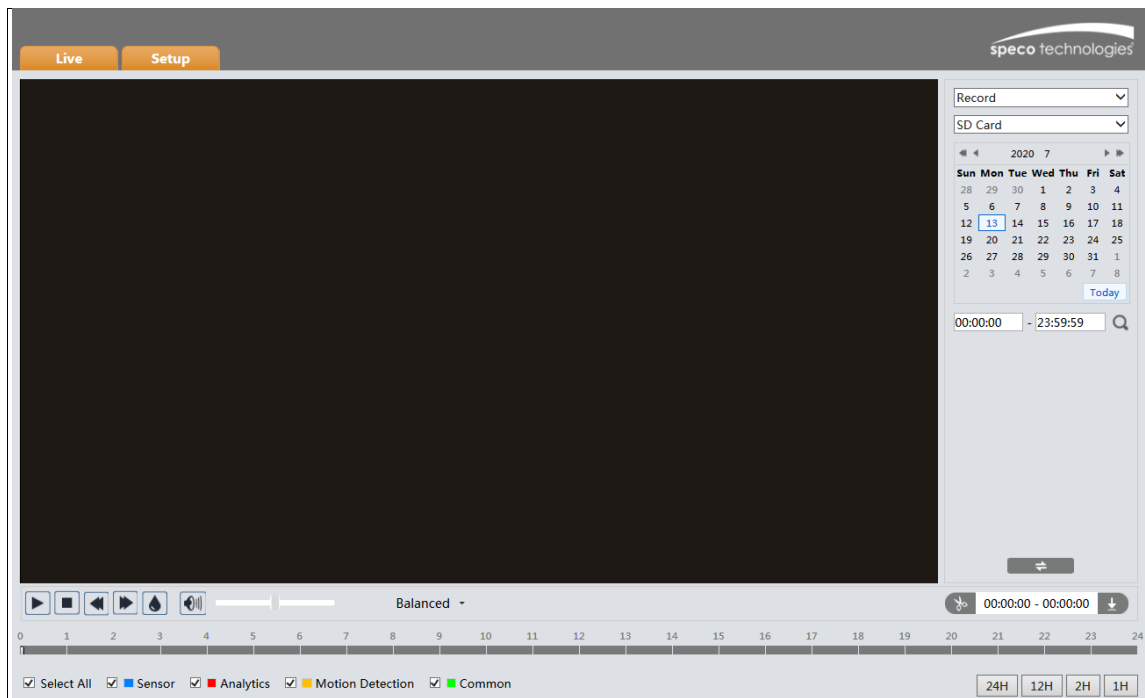 speco technologies
Live Setup
Record
SD Card
2020 7
Sun Mon Tue Wed Thu Fri Sat
28 29 30 1 2 3 4
5 6 7 8 9 10 11
12 13 14 15 16 17 18
19 20 21 22 23 24 25
26 27 28 29 30 31 1
2 3 4 5 6 7 8
Today
00:00:00 - 23:59:59
Balanced
00:00:00 - 00:00:00
0 1 2 3 4 5 6 7 8 9 10 11 12 13 14 15 16 17 18 19 20 21 22 23 24
Select All Sensor Analytics Motion Detection Common
24H 12H 2H 1H